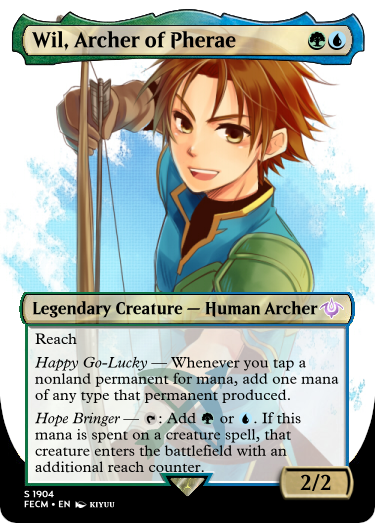 Wil, Archer of Pherae
Legendary Creature — Human Archer
Reach
Happy Go-Lucky — Whenever you tap a
nonland permanent for mana, add one mana
of any type that permanent produced.
Hope Bringer — : Add or . If this
mana is spent on a creature spell, that
creature enters the battlefield with an
additional reach counter.
2/2
S 1904
FECM • EN KIYUU